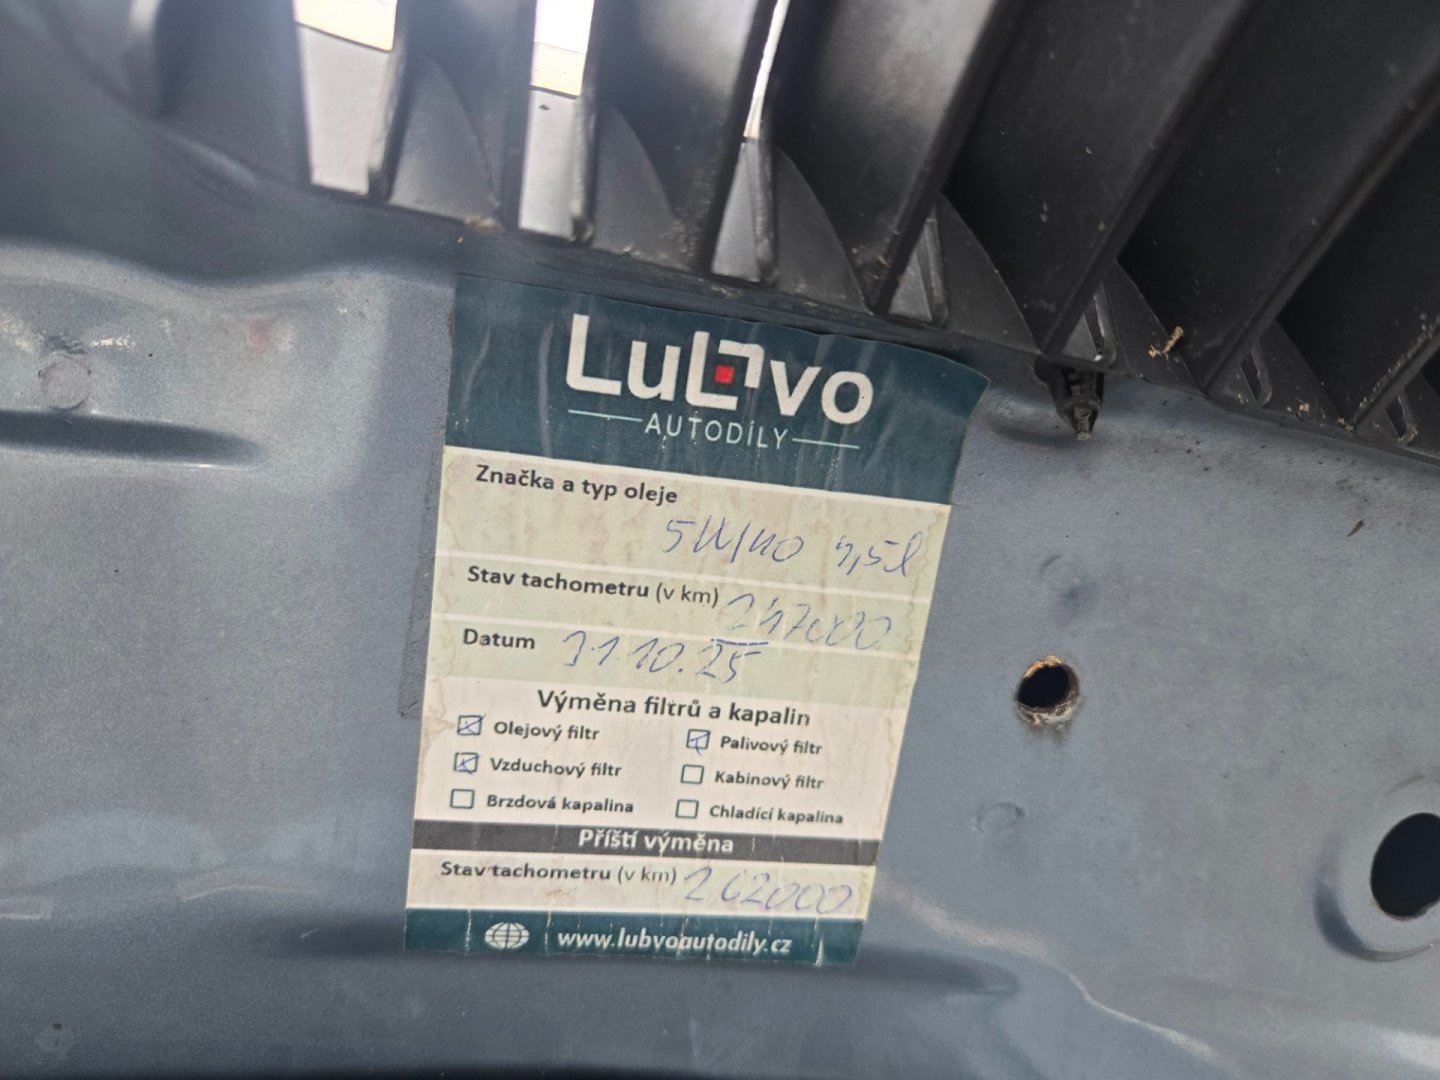 LuBvo
AUTODÍLY
Značka a typ oleje
5W/40 4,5l
Stav tachometru (v km) 247000
Datum 31.10.25
Výměna filtrů a kapalin
Olejový filtr Palivový filtr
Vzduchový filtr Kabinový filtr
Brzdová kapalina Chladící kapalina
Příští výměna
Stav tachometru (v km) 262000
www.lubvoautodily.cz